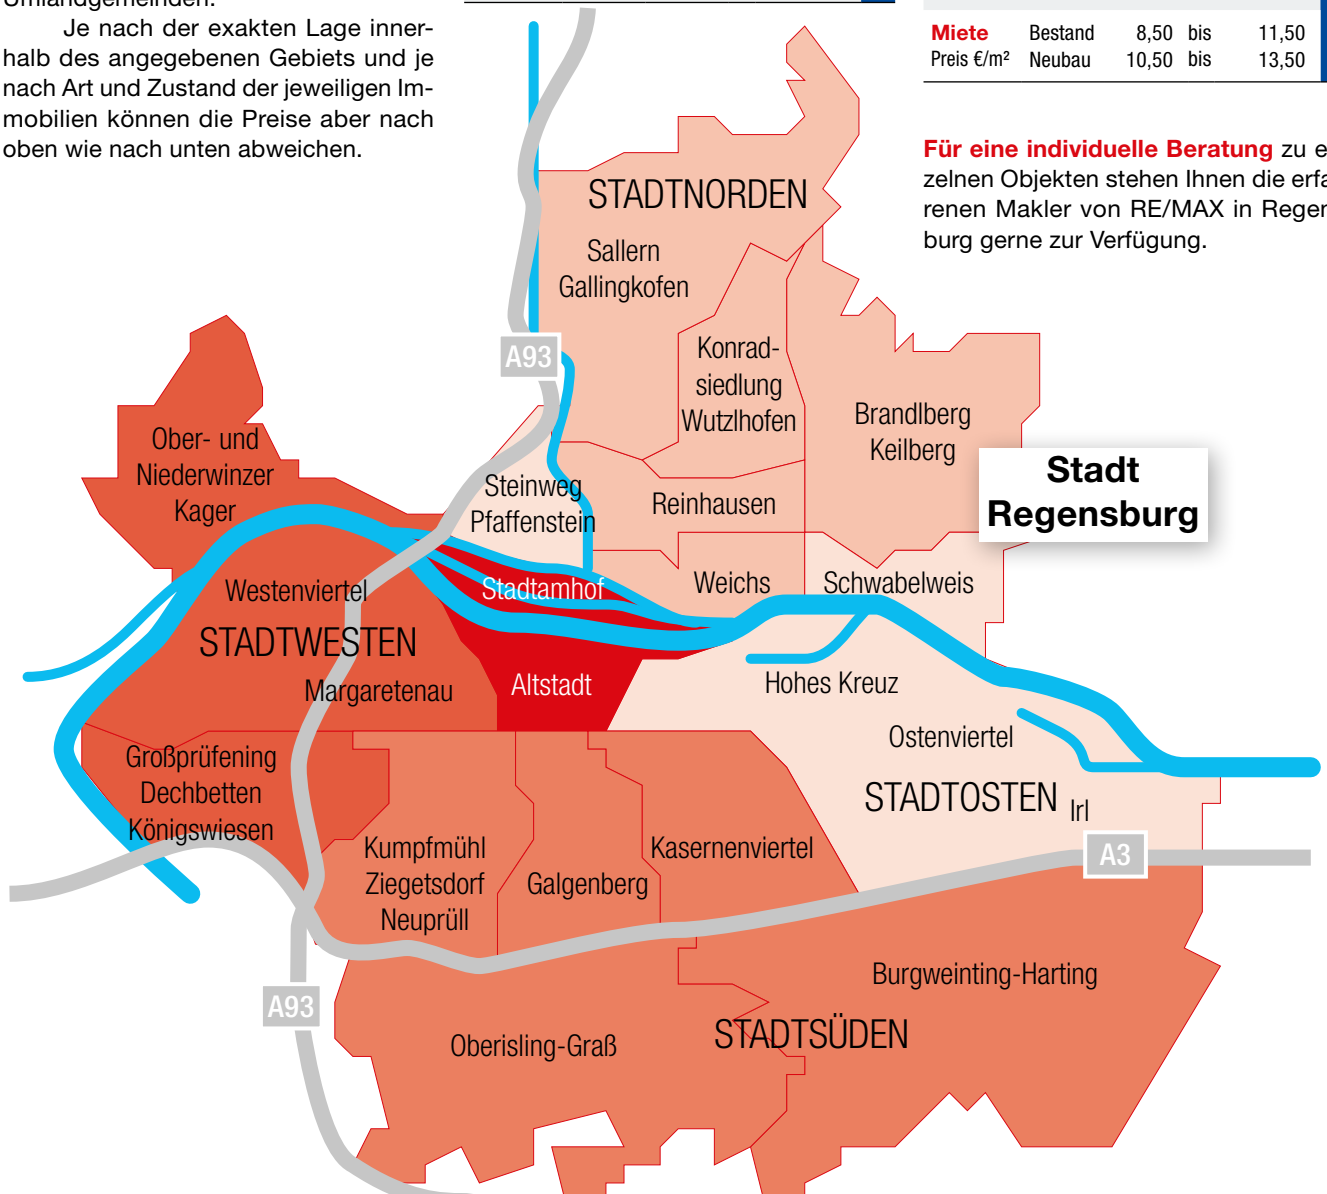 Umlandgemeinden.
Je nach der exakten Lage inner-
halb des angegebenen Gebiets und je
nach Art und Zustand der jeweiligen Im-
mobilien können die Preise aber nach
oben wie nach unten abweichen.
Miete Bestand 8,50 bis 11,50
Preis €/m² Neubau 10,50 bis 13,50
Für eine individuelle Beratung zu e
zelnen Objekten stehen Ihnen die erfa
renen Makler von RE/MAX in Regen
burg gerne zur Verfügung.
STADTNORDEN
Sallern
Gallingkofen
A93
Konrad-
siedlung
Wutzlhofen
Brandlberg
Keilberg
Stadt
Regensburg
Ober- und
Niederwinzer
Kager
Steinweg
Pfaffenstein
Reinhausen
Westenviertel
Stadtamhof
Weichs
Schwabelweis
STADTWESTEN
Margaretenau
Altstadt
Hohes Kreuz
Ostenviertel
Großprüfening
Dechbetten
Königswiesen
STADTOSTEN
Irl
Kumpfmühl
Ziegetsdorf
Neuprüll
Galgenberg
Kasernenviertel
A3
A93
Burgweinting-Harting
Oberisling-Graß
STADTSÜDEN